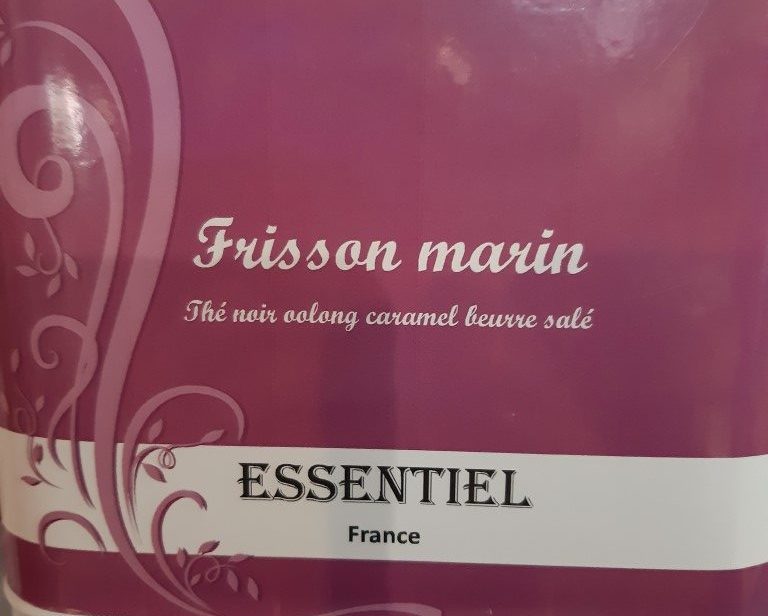 Frisson marin
Thé noir oolong caramel beurre salé
ESSENTIEL
France